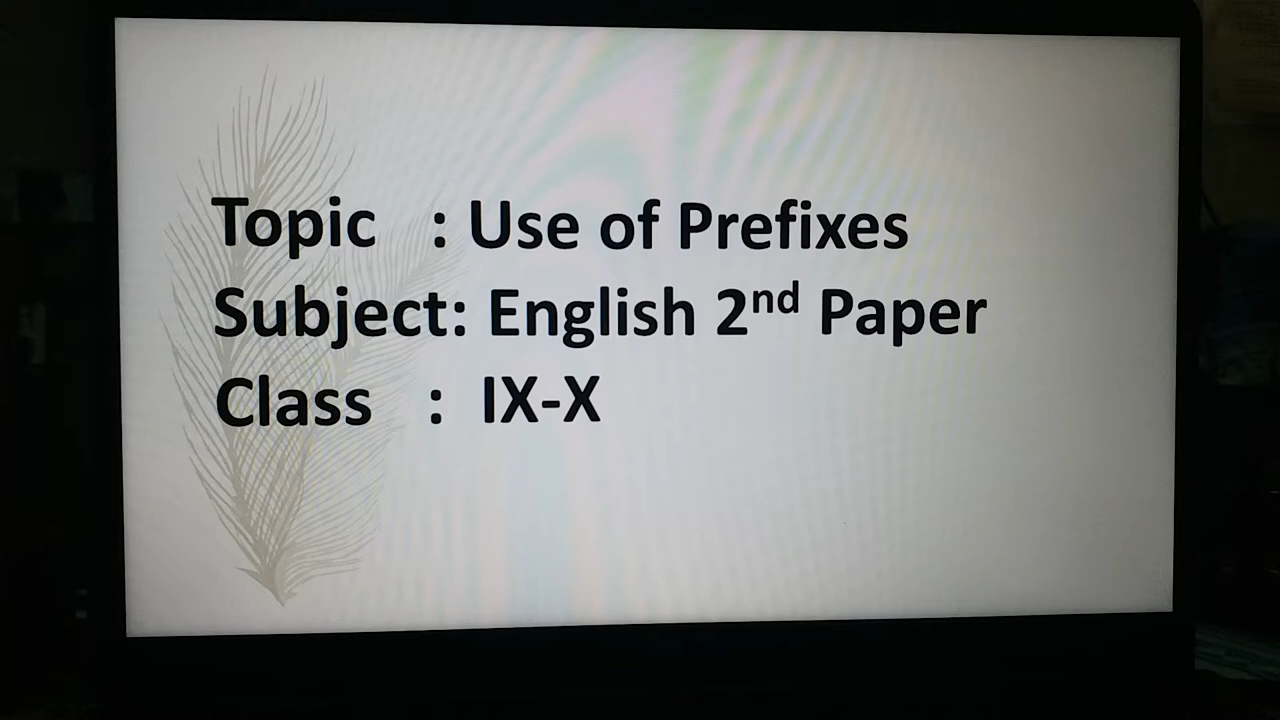 Topic : Use of Prefixes
Subject: English 2nd Paper
Class : IX-X